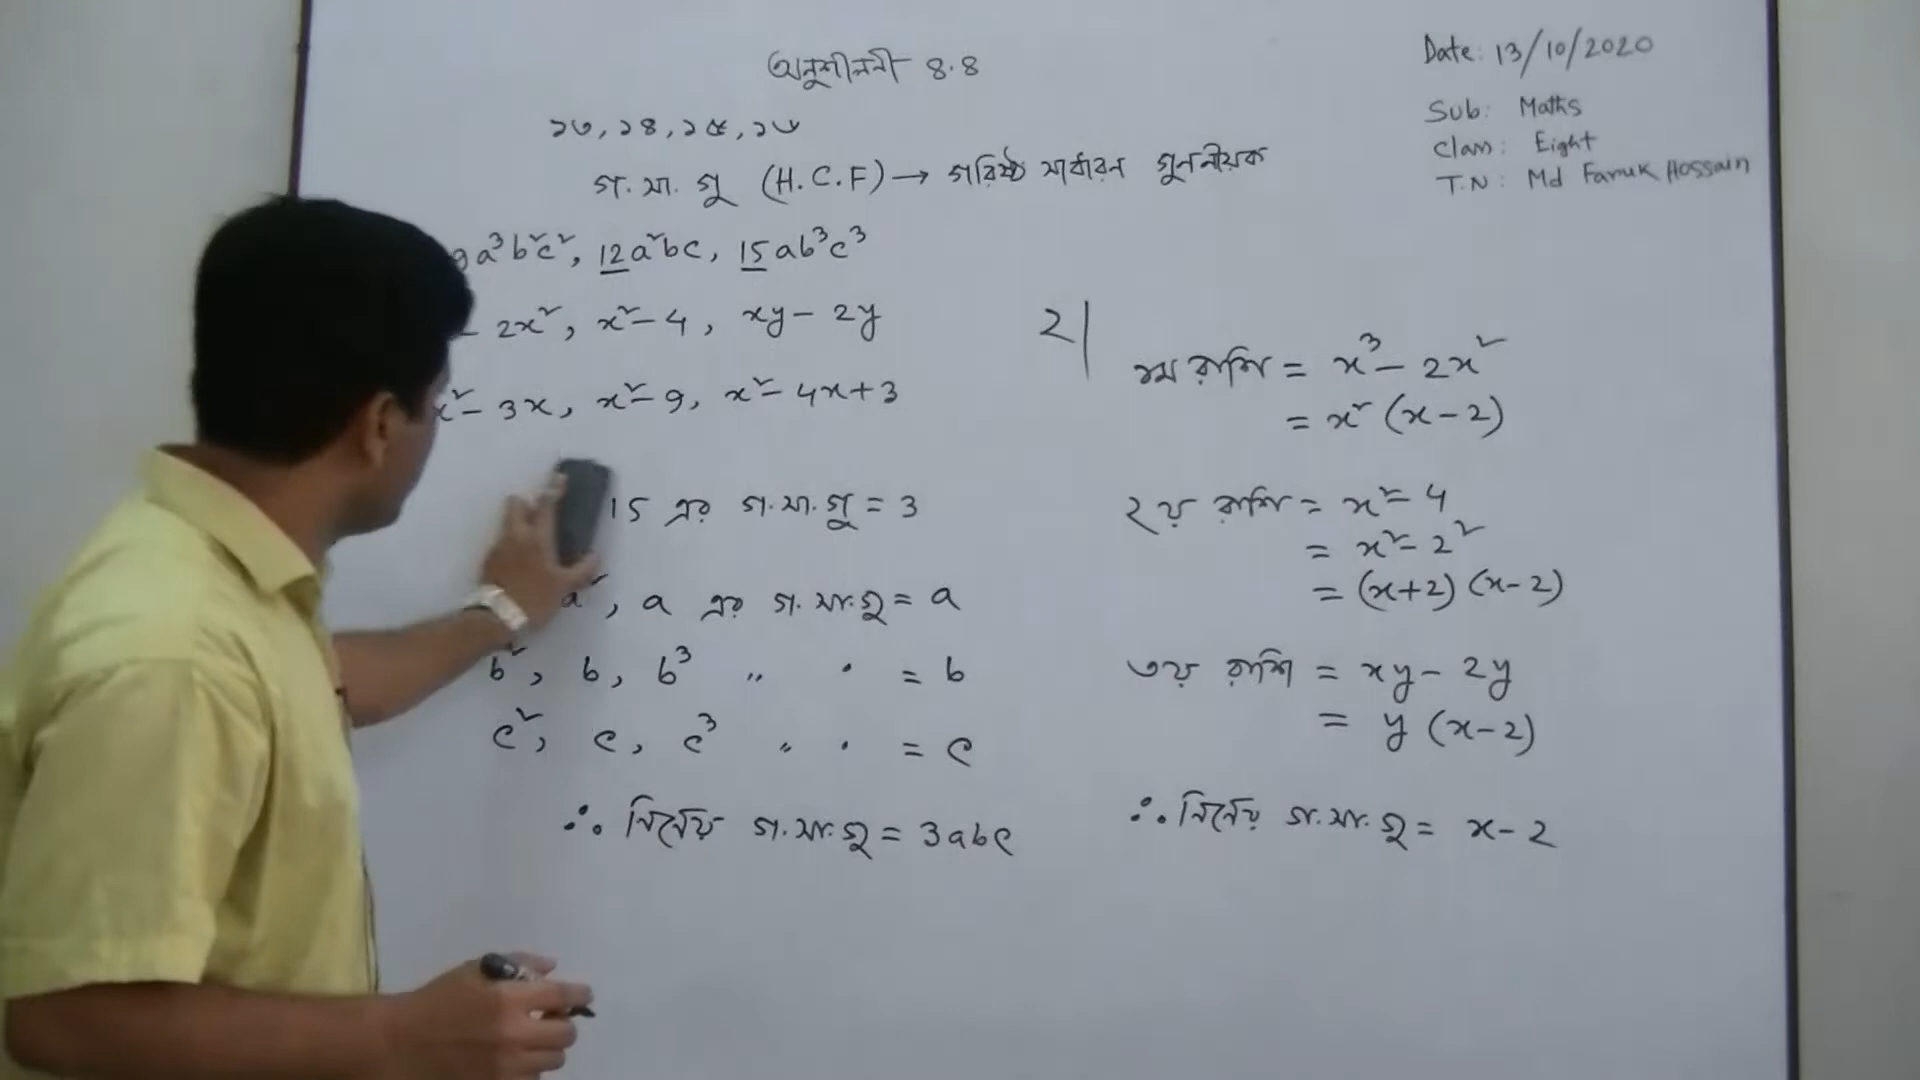 অনুশীলনী ৪.৪
Date: 13/10/2020
Sub: Maths
Class: Eight
T.N: Md Faruk Hossain
১৩, ১৪, ১৫, ১৬
গ. সা. গু (H.C.F) → গরিষ্ঠ সার্ধারন গুননীয়ক
9a³b²c², 12a²bc, 15ab³c³
- 2x², x²-4, xy-2y
x²-3x, x²-9, x²-4x+3
15 এর গ.সা.গু = 3
a², a এর গ.সা.গু = a
b², b, b³ " " = b
c², c, c³ " " = c
∴ নির্নেয় গ.সা.গু = 3abc
২|
১ম রাশি = x³ - 2x²
= x² (x-2)
২য় রাশি = x²-4
= x²-2²
= (x+2) (x-2)
৩য় রাশি = xy-2y
= y (x-2)
∴ নির্নেয় গ.সা.গু = x-2